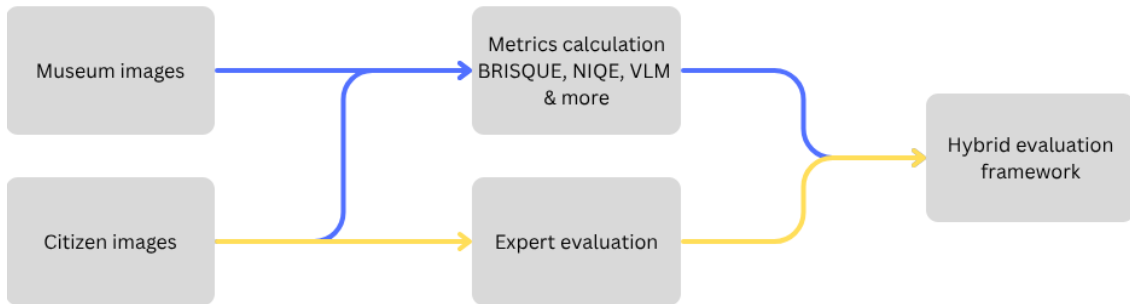 Museum images
Metrics calculation
BRISQUE, NIQE, VLM
& more
Hybrid evaluation
framework
Citizen images
Expert evaluation